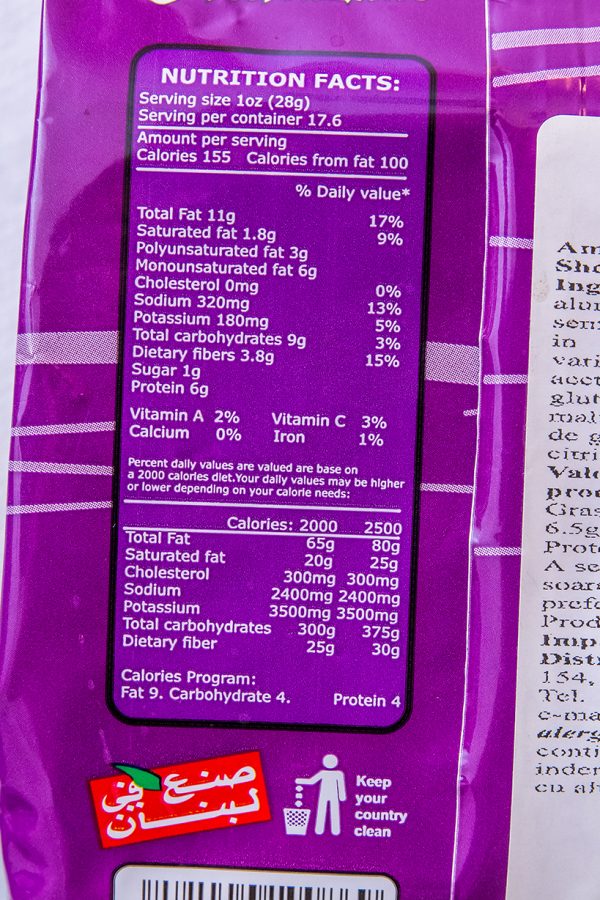 NUTRITION FACTS:
Serving size 1oz (28g)
Serving per container 17.6
Amount per serving
Calories 155 Calories from fat 100
% Daily value*
Total Fat 11g 17%
Saturated fat 1.8g 9%
Polyunsaturated fat 3g
Monounsaturated fat 6g
Cholesterol 0mg 0%
Sodium 320mg 13%
Potassium 180mg 5%
Total carbohydrates 9g 3%
Dietary fibers 3.8g 15%
Sugar 1g
Protein 6g
Vitamin A 2% Vitamin C 3%
Calcium 0% Iron 1%
Percent daily values are valued are base on
a 2000 calories diet.Your daily values may be higher
or lower depending on your calorie needs:
Calories: 2000 2500
Total Fat 65g 80g
Saturated fat 20g 25g
Cholesterol 300mg 300mg
Sodium 2400mg 2400mg
Potassium 3500mg 3500mg
Total carbohydrates 300g 375g
Dietary fiber 25g 30g
Calories Program:
Fat 9. Carbohydrate 4. Protein 4
صنع في
لبنان
Keep
your
country
clean
in
de g
6.5g
A se
154,
Tel.